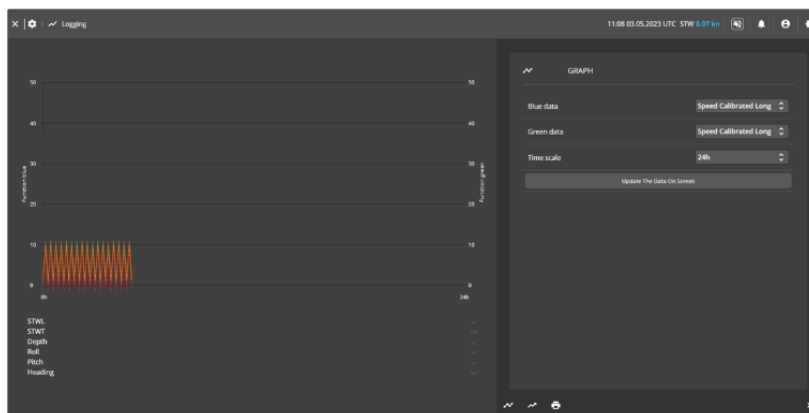 Logging
11:08 03.05.2023 UTC STW 0.07 kn
GRAPH
Blue data Speed Calibrated Long
Green data Speed Calibrated Long
Time scale 24h
Update The Data On Screen
50 50
40 40
30 30
Function blue Function green
20 20
10 10
0 0
0h 24h
STWL
STWT
Depth
Roll
Pitch
Heading